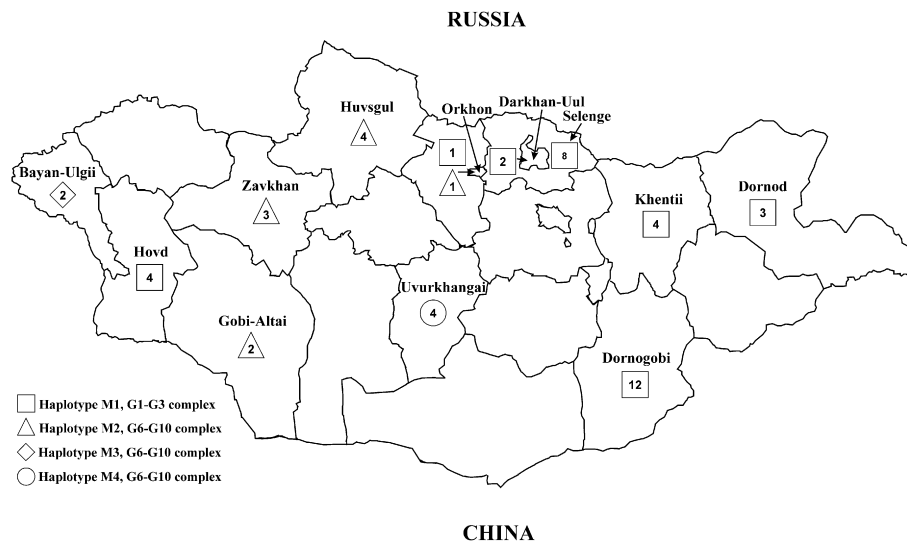 RUSSIA
Huvsgul
4
Orkhon
Darkhan-Uul
Selenge
1
2
8
1
Bayan-Ulgii
2
Zavkhan
3
Khentii
4
Dornod
3
Hovd
4
Uvurkhangai
4
Gobi-Altai
2
Dornogobi
12
Haplotype M1, G1-G3 complex
Haplotype M2, G6-G10 complex
Haplotype M3, G6-G10 complex
Haplotype M4, G6-G10 complex
CHINA